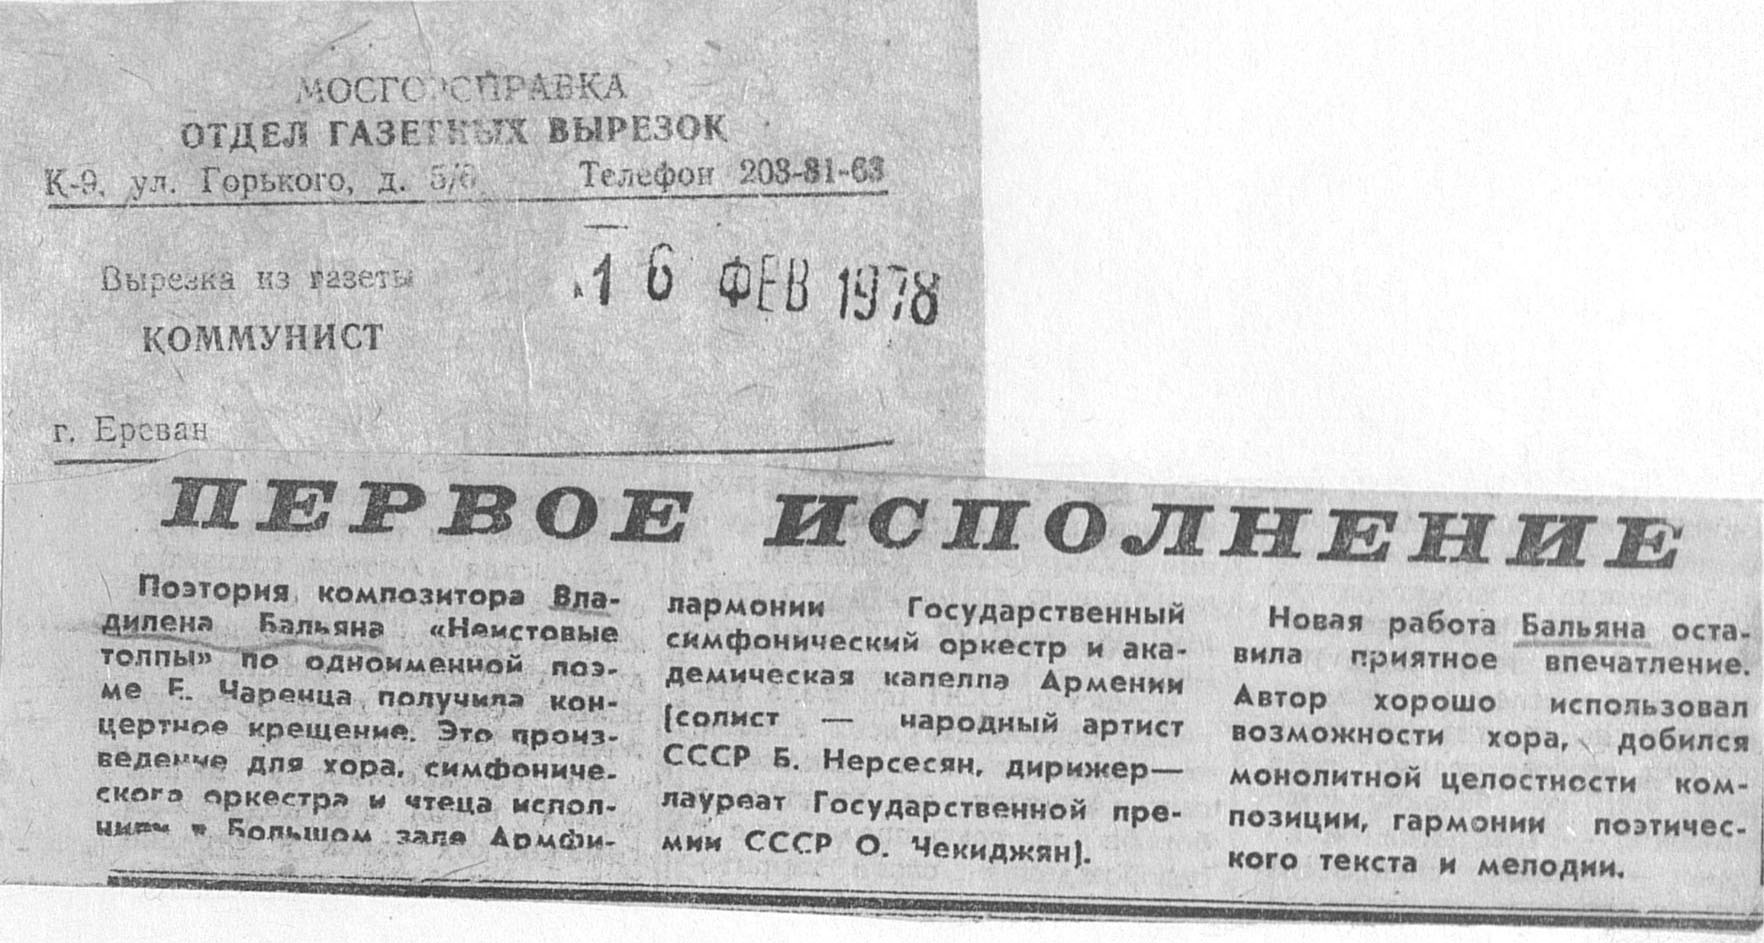 МОСГОРСПРАВКА
ОТДЕЛ ГАЗЕТНЫХ ВЫРЕЗОК
К-9, ул. Горького, д. 5/6 Телефон 203-81-63
16 ФЕВ 1978
Вырезка из газеты
КОММУНИСТ
г. Ереван
ПЕРВОЕ ИСПОЛНЕНИЕ
Поэтория композитора Вла-
дилена Бальяна «Неистовые
толпы» по одноименной поэ-
ме Е. Чаренца получила кон-
цертное крещение. Это произ-
ведение для хора, симфониче-
ского оркестра и чтеца испол-
нили в Большом зале Армфи-
лармонии Государственный
симфонический оркестр и ака-
демическая капелла Армении
(солист — народный артист
СССР Б. Нерсесян, дирижер—
лауреат Государственной пре-
мии СССР О. Чекиджян).
Новая работа Бальяна оста-
вила приятное впечатление.
Автор хорошо использовал
возможности хора, добился
монолитной целостности ком-
позиции, гармонии поэтичес-
кого текста и мелодии.